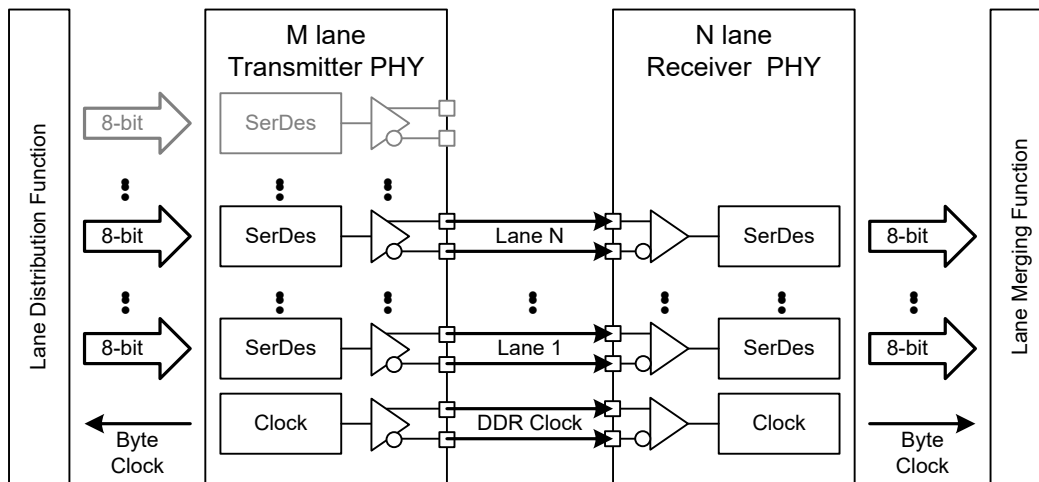 Lane Distribution Function
M lane
Transmitter PHY
N lane
Receiver PHY
Lane Merging Function
8-bit
SerDes
8-bit
SerDes
Lane N
SerDes
8-bit
8-bit
SerDes
Lane 1
SerDes
8-bit
Clock
DDR Clock
Clock
Byte
Clock
Byte
Clock